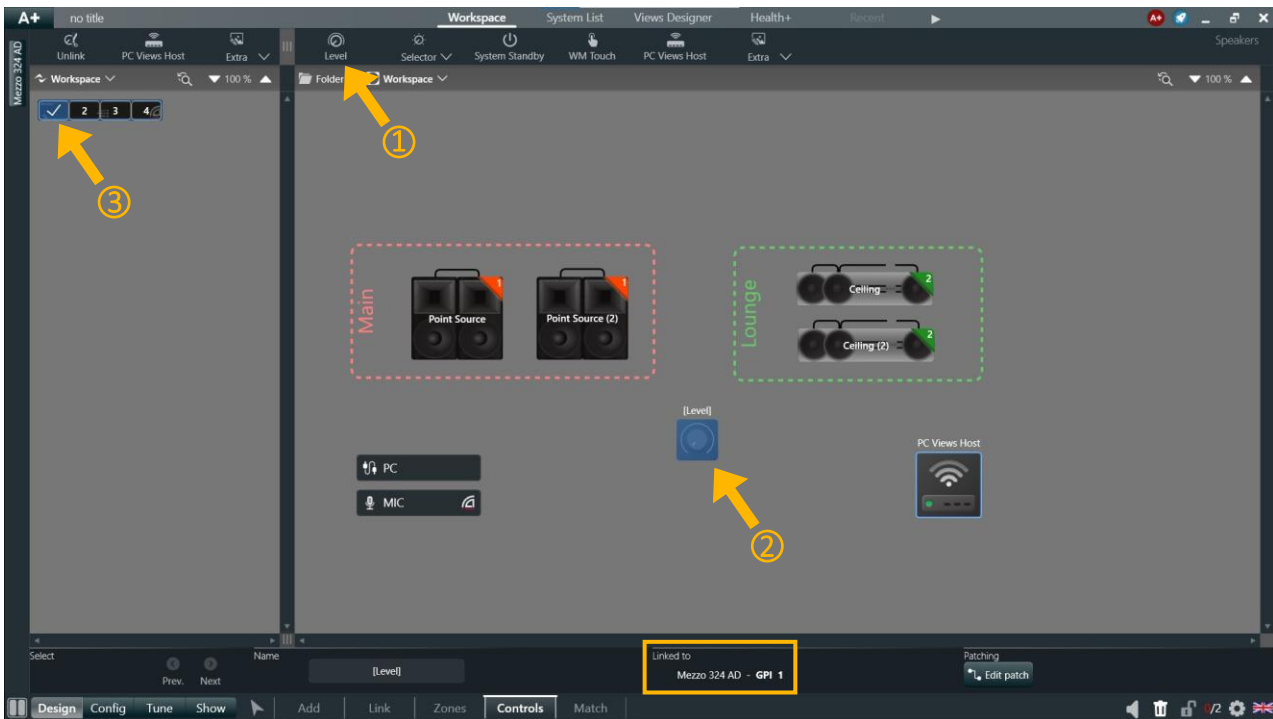 A+ no title Workspace System List Views Designer Health+ Recent
Unlink PC Views Host Extra Level Selector System Standby WM Touch PC Views Host Extra Speakers
Mezzo 324 AD
Workspace 100 % Folder Workspace 100 %
2 3 4
①
③
Main
Point Source 1
Point Source (2) 1
Lounge
Ceiling 2
Ceiling (2) 2
[Level]
PC Views Host
PC
MIC
②
Select Name Linked to Patching
Prev. Next [Level] Mezzo 324 AD - GPI 1 Edit patch
Design Config Tune Show Add Link Zones Controls Match 0/2